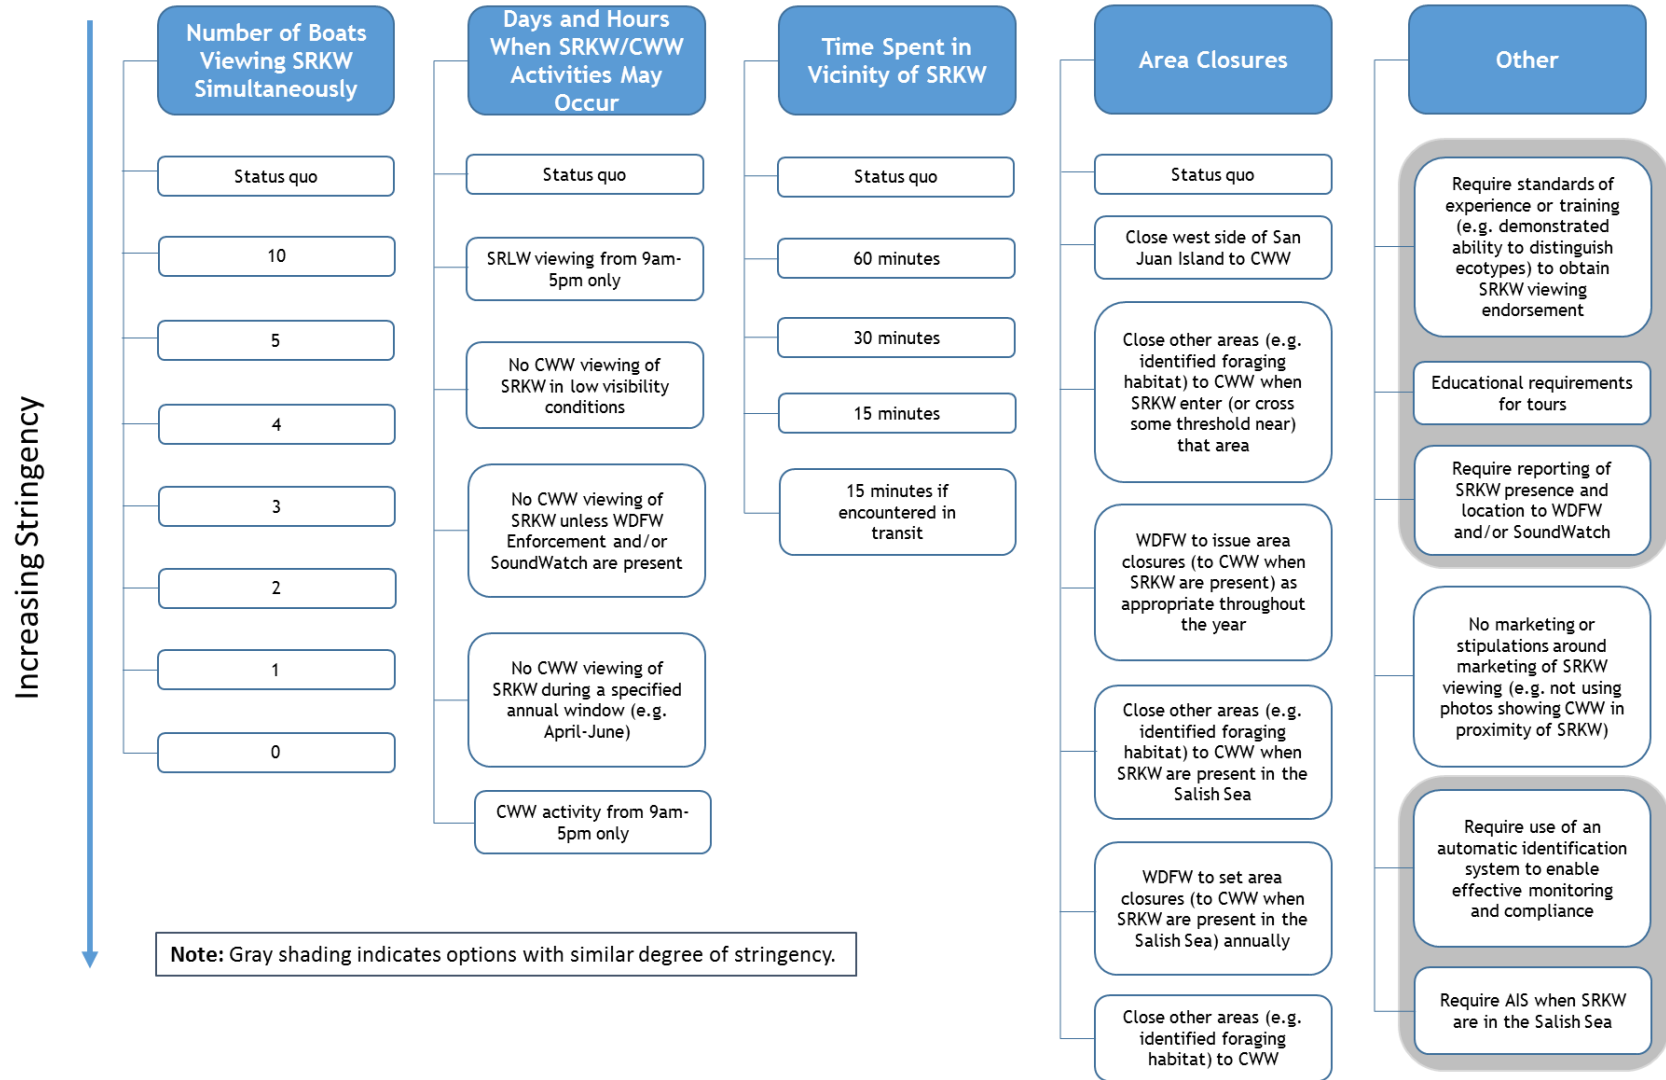 Increasing Stringency
Number of Boats
Viewing SRKW
Simultaneously
Status quo
10
5
4
3
2
1
0
Days and Hours
When SRKW/CWW
Activities May
Occur
Status quo
SRLW viewing from 9am-
5pm only
No CWW viewing of
SRKW in low visibility
conditions
No CWW viewing of
SRKW unless WDFW
Enforcement and/or
SoundWatch are present
No CWW viewing of
SRKW during a specified
annual window (e.g.
April-June)
CWW activity from 9am-
5pm only
Time Spent in
Vicinity of SRKW
Status quo
60 minutes
30 minutes
15 minutes
15 minutes if
encountered in
transit
Area Closures
Status quo
Close west side of San
Juan Island to CWW
Close other areas (e.g.
identified foraging
habitat) to CWW when
SRKW enter (or cross
some threshold near)
that area
WDFW to issue area
closures (to CWW when
SRKW are present) as
appropriate throughout
the year
Close other areas (e.g.
identified foraging
habitat) to CWW when
SRKW are present in the
Salish Sea
WDFW to set area
closures (to CWW when
SRKW are present in the
Salish Sea) annually
Close other areas (e.g.
identified foraging
habitat) to CWW
Other
Require standards of
experience or training
(e.g. demonstrated
ability to distinguish
ecotypes) to obtain
SRKW viewing
endorsement
Educational requirements
for tours
Require reporting of
SRKW presence and
location to WDFW
and/or SoundWatch
No marketing or
stipulations around
marketing of SRKW
viewing (e.g. not using
photos showing CWW in
proximity of SRKW)
Require use of an
automatic identification
system to enable
effective monitoring
and compliance
Require AIS when SRKW
are in the Salish Sea
Note: Gray shading indicates options with similar degree of stringency.